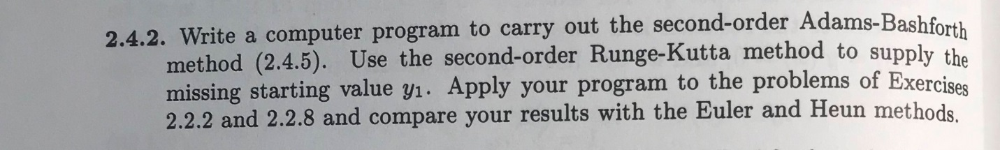 2.4.2. Write a computer program to carry out the second-order Adams-Bashforth
method (2.4.5). Use the second-order Runge-Kutta method to supply the
missing starting value y₁. Apply your program to the problems of Exercises
2.2.2 and 2.2.8 and compare your results with the Euler and Heun methods.